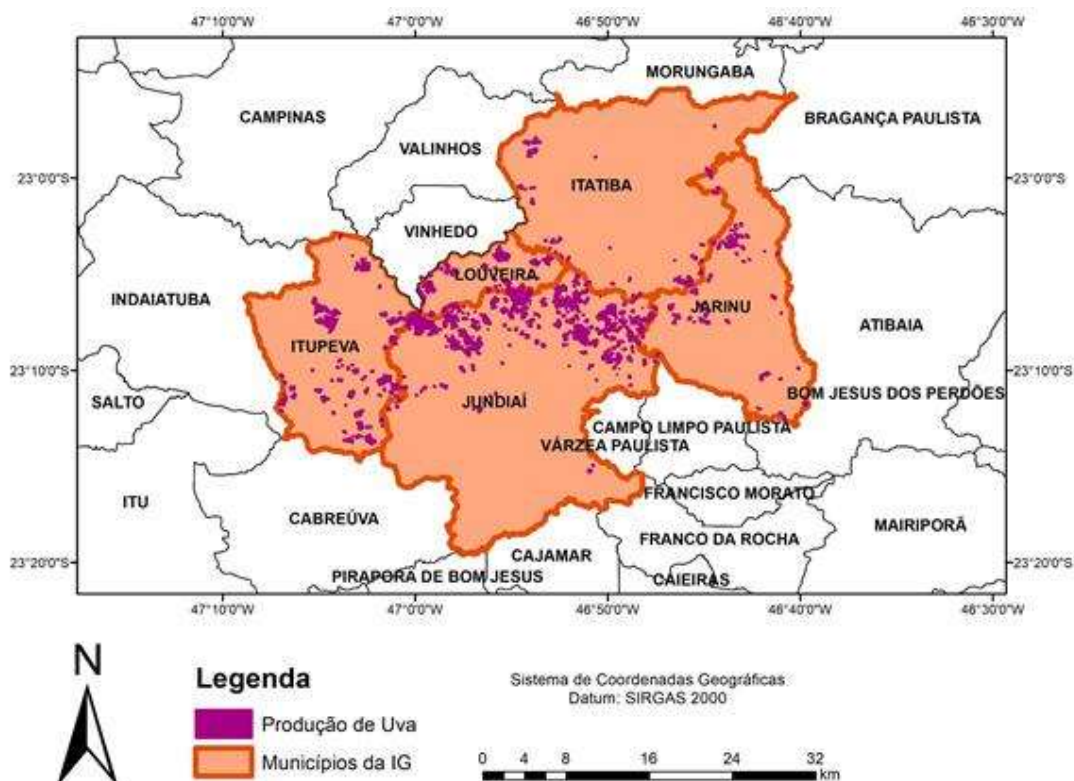 47°10'0"W 47°0'0"W 46°50'0"W 46°40'0"W 46°30'0"W
MORUNGABA
CAMPINAS
BRAGANÇA PAULISTA
VALINHOS
23°0'0"S 23°0'0"S
ITATIBA
VINHEDO
LOUVEIRA
INDAIATUBA
JARINU
ATIBAIA
ITUPEVA
23°10'0"S 23°10'0"S
BOM JESUS DOS PERDÕES
SALTO
JUNDIAÍ
CAMPO LIMPO PAULISTA
VÁRZEA PAULISTA
FRANCISCO MORATO
ITU
CABREÚVA
MAIRIPORÃ
FRANCO DA ROCHA
CAJAMAR
23°20'0"S 23°20'0"S
PIRAPORA DE BOM JESUS
CAIEIRAS
47°10'0"W 47°0'0"W 46°50'0"W 46°40'0"W 46°30'0"W
N
Legenda
Produção de Uva
Municípios da IG
Sistema de Coordenadas Geográficas
Datum: SIRGAS 2000
0 4 8 16 24 32
km